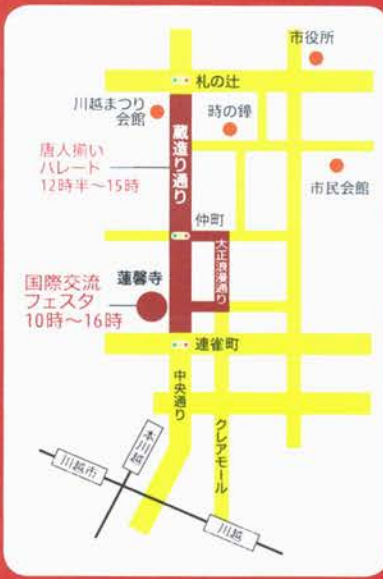 市役所
札の辻
川越まつり
会館
時の鐘
蔵造り通り
唐人揃い
パレード
12時半～15時
市民会館
仲町
大正浪漫通り
国際交流
フェスタ
10時～16時
蓮馨寺
連雀町
中央通り
クレアモール
本川越
川越市
川越